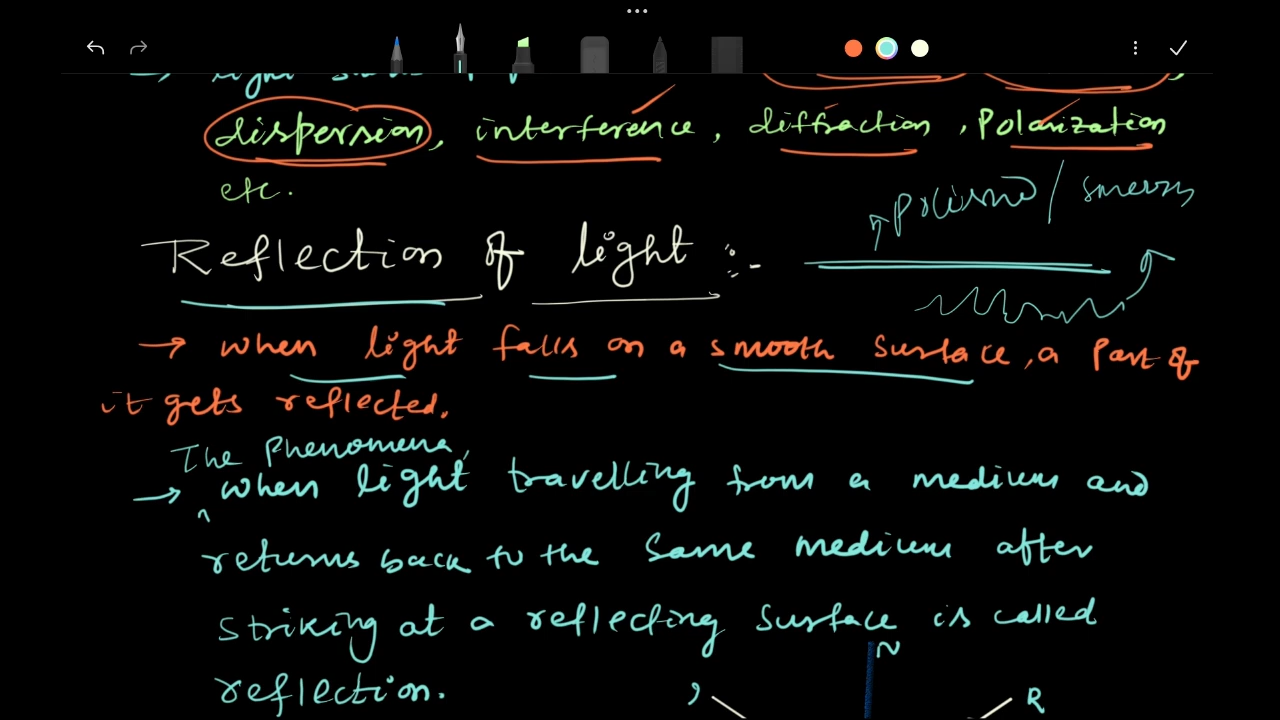 → light
dispersion, interference, diffraction, Polarization
etc.
Reflection of light :-
→ when light falls on a smooth surface, a part of
it gets reflected.
The Phenomena,
→ when light travelling from a medium and
returns back to the same medium after
striking at a reflecting surface is called
reflection.
N
R